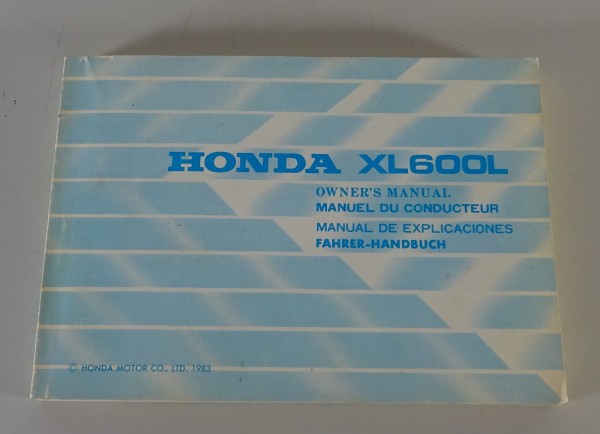 HONDA XL600L
OWNER'S MANUAL
MANUEL DU CONDUCTEUR
MANUAL DE EXPLICACIONES
FAHRER-HANDBUCH
© HONDA MOTOR CO., LTD. 1983